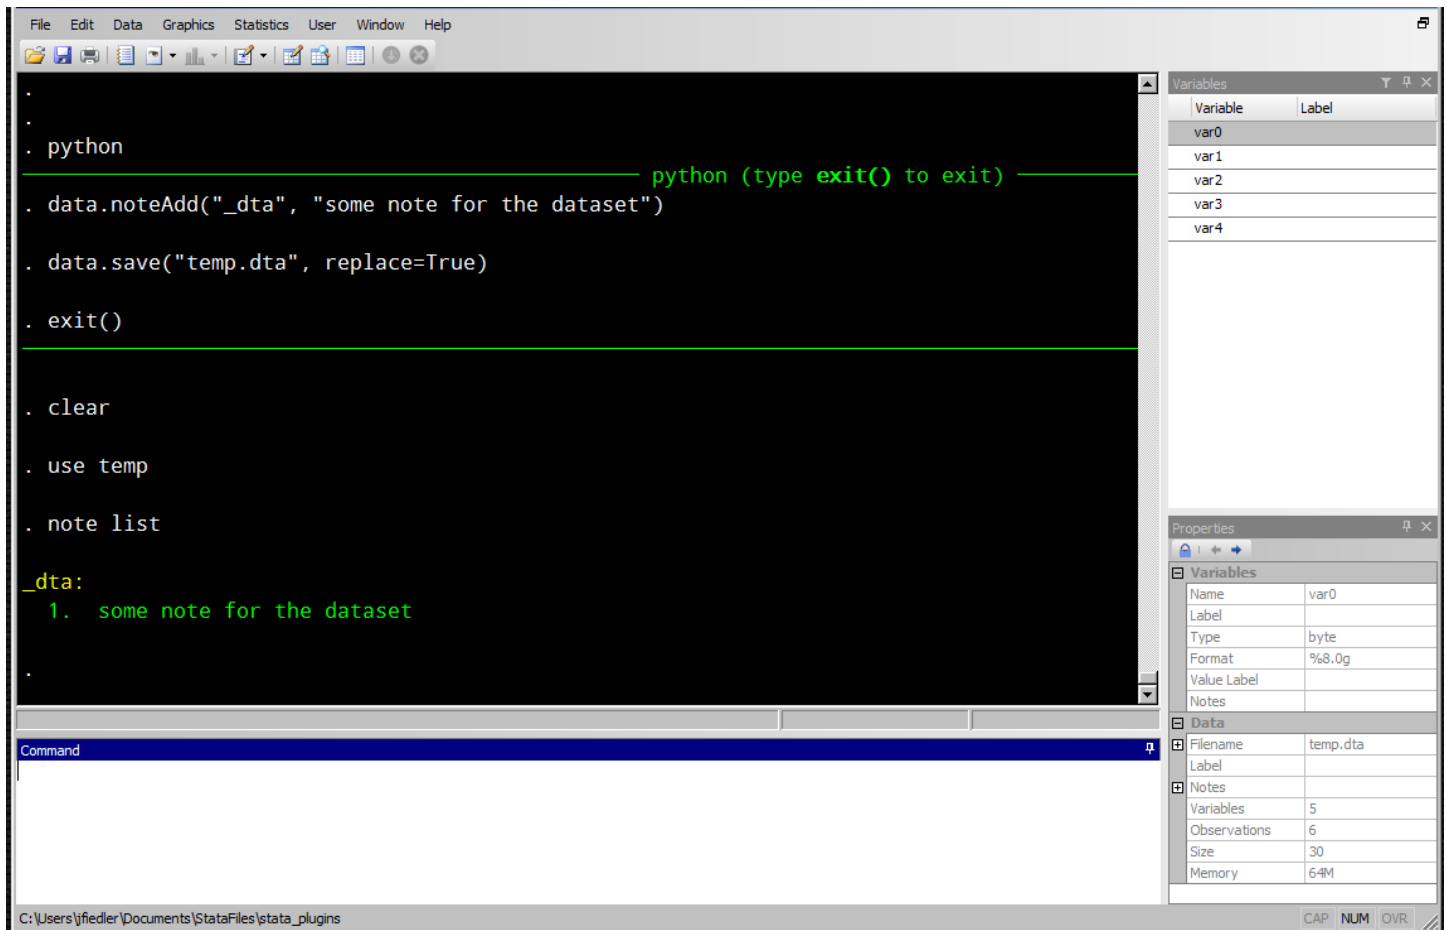 File Edit Data Graphics Statistics User Window Help
.
.
. python
python (type exit() to exit)
. data.noteAdd("_dta", "some note for the dataset")
. data.save("temp.dta", replace=True)
. exit()
. clear
. use temp
. note list
_dta:
1. some note for the dataset
.
Command
Variables
Variable Label
var0
var1
var2
var3
var4
Properties
Variables
Name var0
Label
Type byte
Format %8.0g
Value Label
Notes
Data
Filename temp.dta
Label
Notes
Variables 5
Observations 6
Size 30
Memory 64M
C:\Users\jfiedler\Documents\StataFiles\stata_plugins
CAP NUM OVR